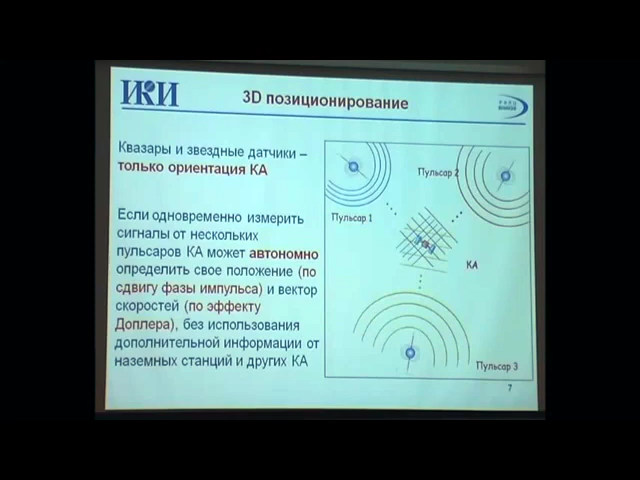 ИКИ
3D позиционирование
Квазары и звездные датчики –
только ориентация КА
Если одновременно измерить
сигналы от нескольких
пульсаров КА может автономно
определить свое положение (по
сдвигу фазы импульса) и вектор
скоростей (по эффекту
Доплера), без использования
дополнительной информации от
наземных станций и других КА
Пульсар 1
Пульсар 2
КА
Пульсар 3
7